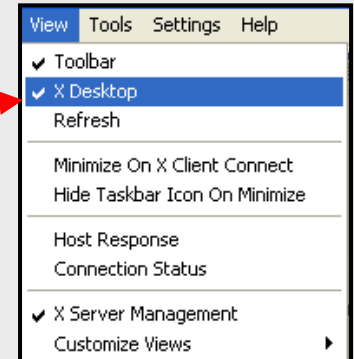 View Tools Settings Help
Toolbar
X Desktop
Refresh
Minimize On X Client Connect
Hide Taskbar Icon On Minimize
Host Response
Connection Status
X Server Management
Customize Views